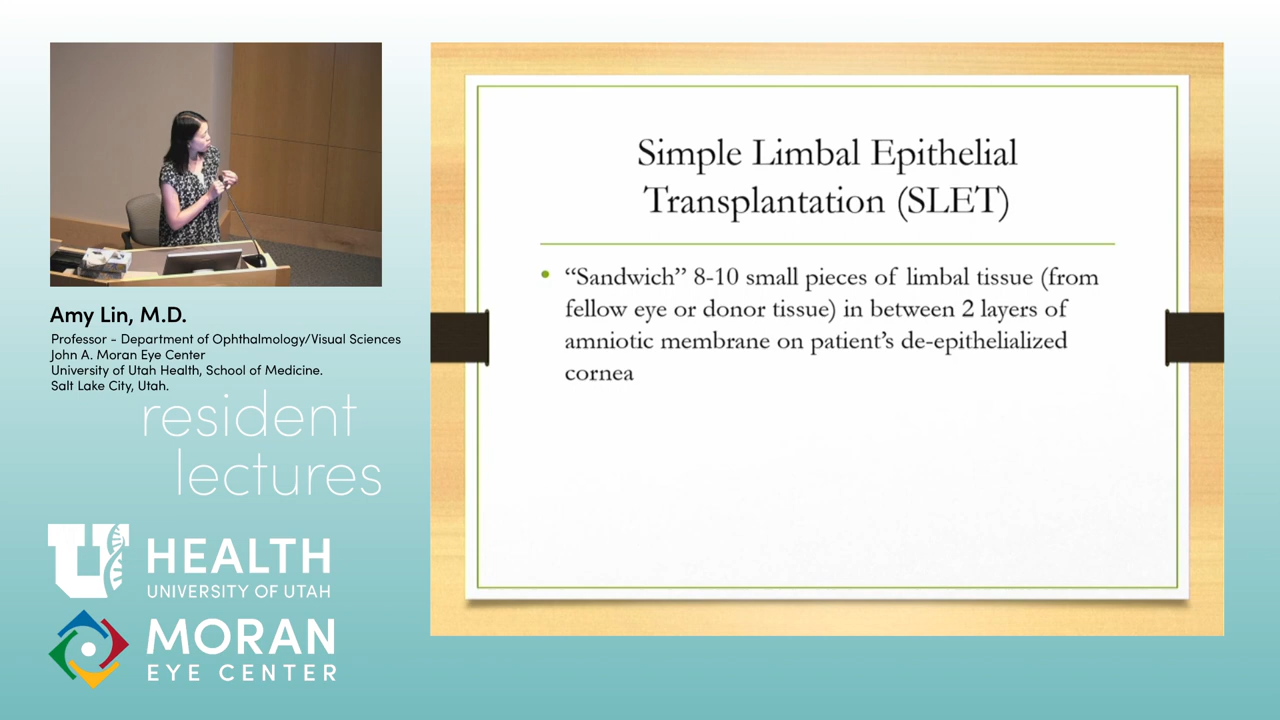 Amy Lin, M.D.
Professor - Department of Ophthalmology/Visual Sciences
John A. Moran Eye Center
University of Utah Health, School of Medicine.
Salt Lake City, Utah.
resident
lectures
U HEALTH
UNIVERSITY OF UTAH
MORAN
EYE CENTER
Simple Limbal Epithelial
Transplantation (SLET)
• “Sandwich” 8-10 small pieces of limbal tissue (from
fellow eye or donor tissue) in between 2 layers of
amniotic membrane on patient’s de-epithelialized
cornea